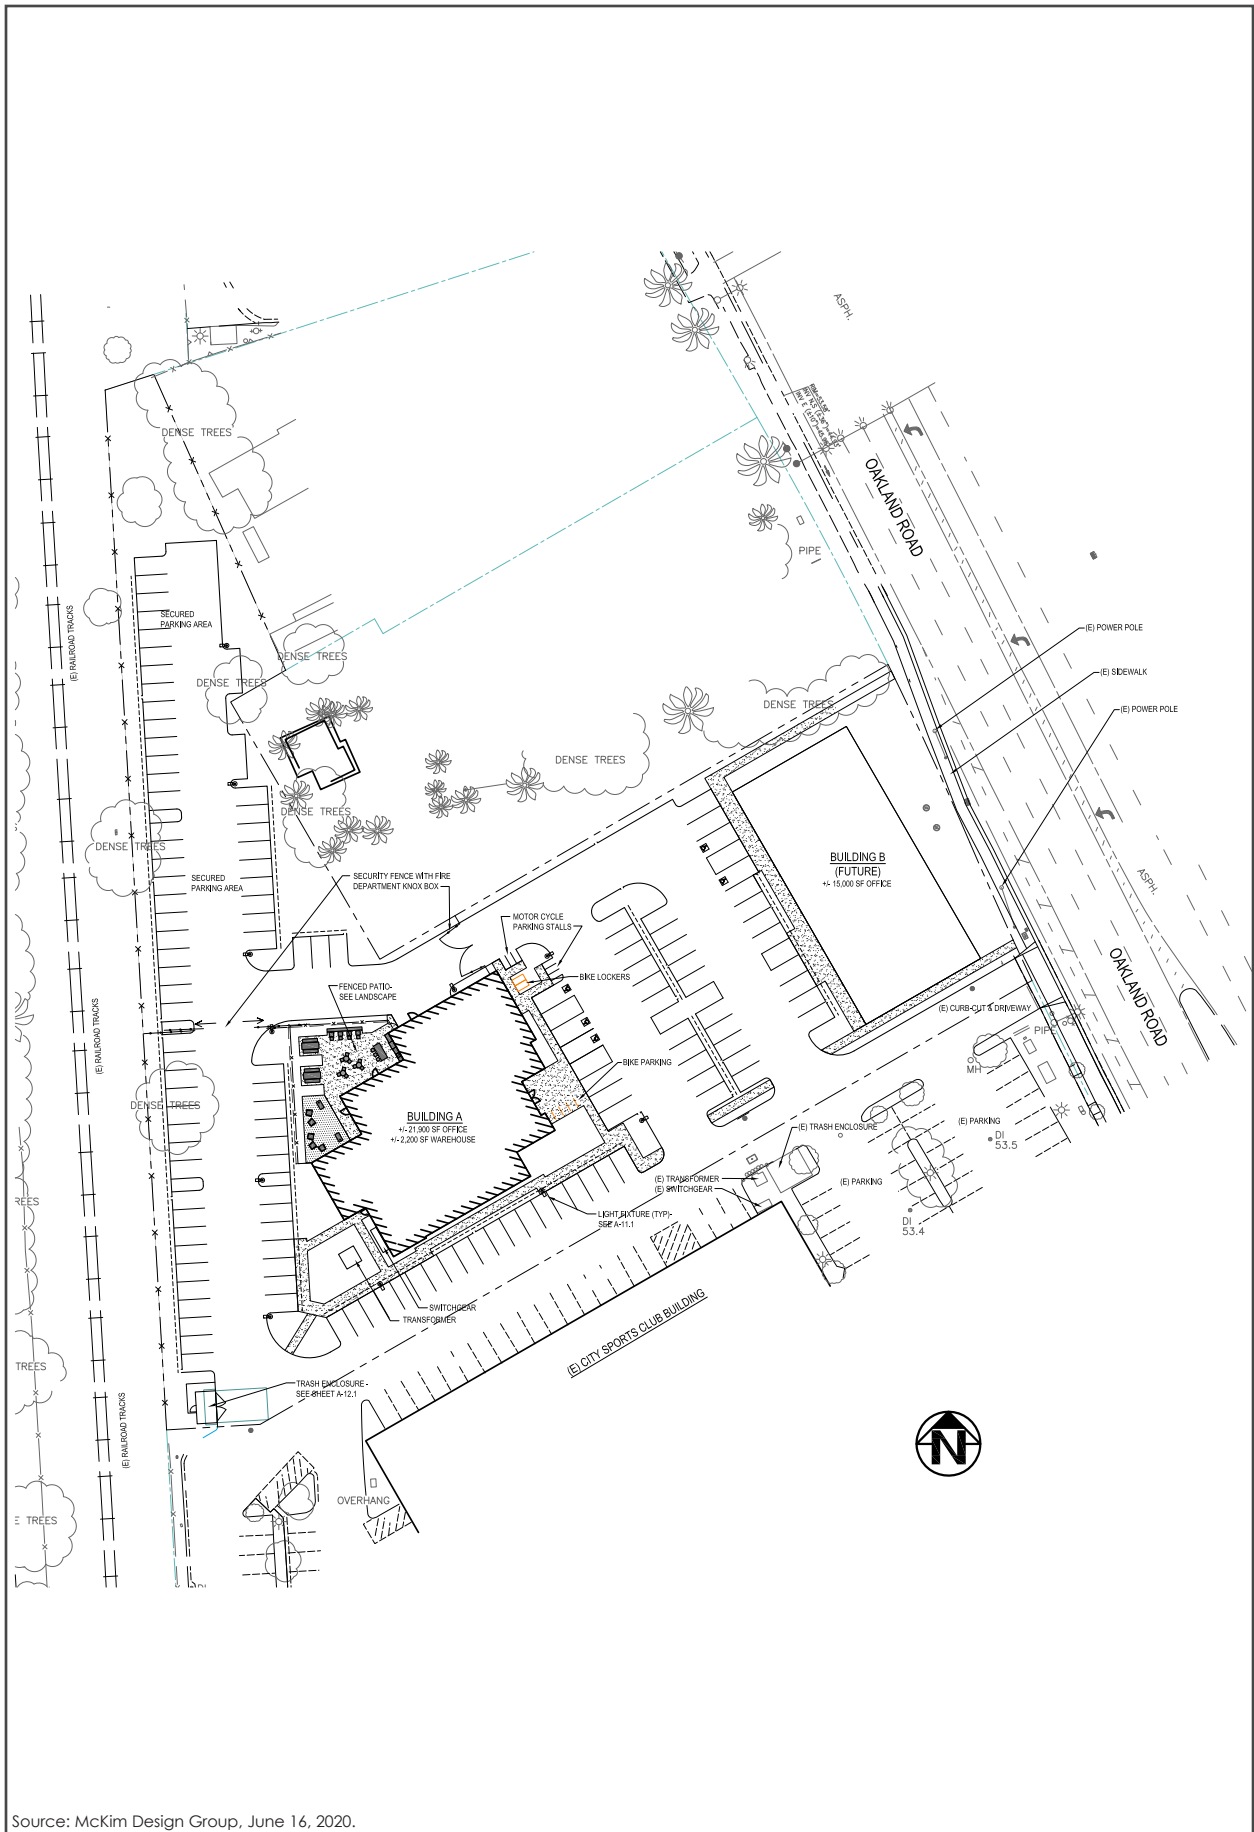 ASPH.
DENSE TREES
OAKLAND ROAD
PIPE
SECURED
PARKING AREA
(E) RAILROAD TRACKS
(E) POWER POLE
DENSE TREES
DENSE TREES
(E) SIDEWALK
DENSE TREES
(E) POWER POLE
DENSE TREES
DENSE TREES
DENSE TREES
BUILDING B
(FUTURE)
+/- 15,000 SF OFFICE
SECURED
PARKING AREA
SECURITY FENCE WITH FIRE
DEPARTMENT KNOX BOX
ASPH.
MOTOR CYCLE
PARKING STALLS
BIKE LOCKERS
FENCED PATIO-
SEE LANDSCAPE
OAKLAND ROAD
(E) CURB-CUT & DRIVEWAY
PIPE
(E) RAILROAD TRACKS
BIKE PARKING
MH
DENSE TREES
BUILDING A
+/- 21,900 SF OFFICE
+/- 2,200 SF WAREHOUSE
(E) TRASH ENCLOSURE
(E) PARKING
DI
53.5
(E) TRANSFORMER
(E) SWITCHGEAR
(E) PARKING
TREES
LIGHT FIXTURE (TYP)-
SEE A-11.1
DI
53.4
SWITCHGEAR
TRANSFORMER
(E) CITY SPORTS CLUB BUILDING
TREES
TRASH ENCLOSURE -
SEE SHEET A-12.1
(E) RAILROAD TRACKS
N
OVERHANG
E TREES
DI
Source: McKim Design Group, June 16, 2020.